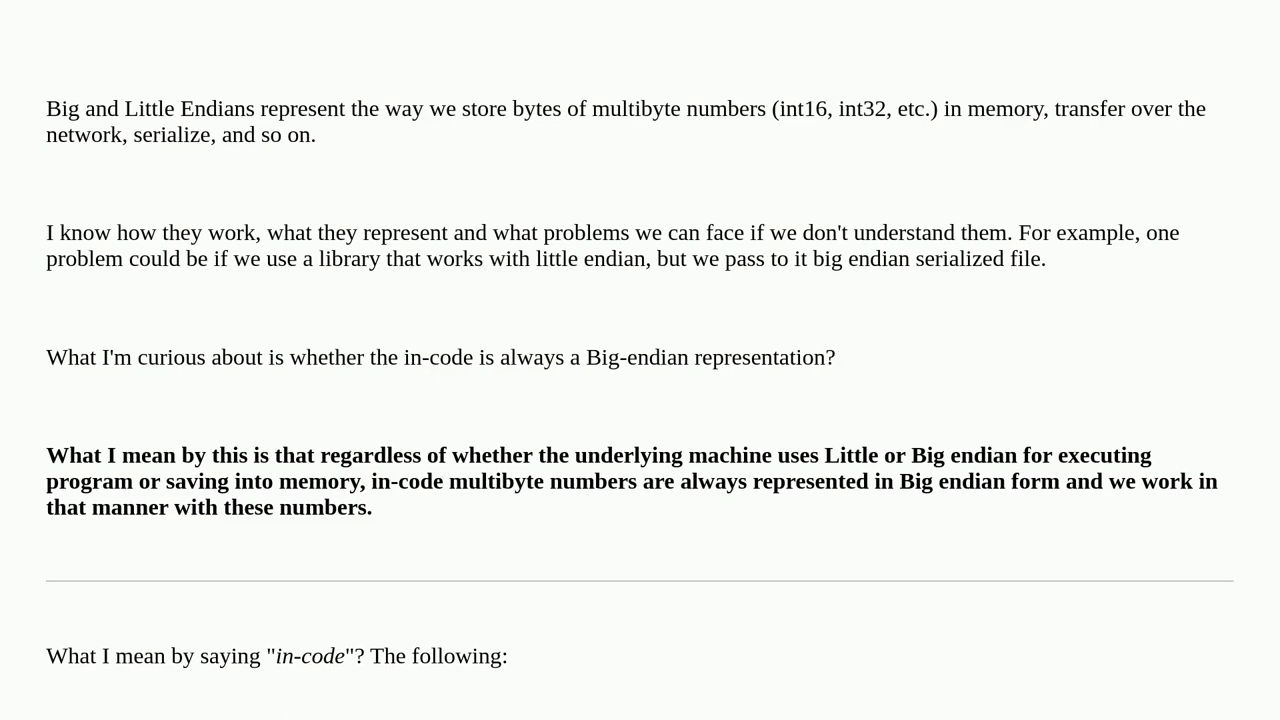 Big and Little Endians represent the way we store bytes of multibyte numbers (int16, int32, etc.) in memory, transfer over the
network, serialize, and so on.
I know how they work, what they represent and what problems we can face if we don't understand them. For example, one
problem could be if we use a library that works with little endian, but we pass to it big endian serialized file.
What I'm curious about is whether the in-code is always a Big-endian representation?
What I mean by this is that regardless of whether the underlying machine uses Little or Big endian for executing
program or saving into memory, in-code multibyte numbers are always represented in Big endian form and we work in
that manner with these numbers.
What I mean by saying "in-code"? The following: